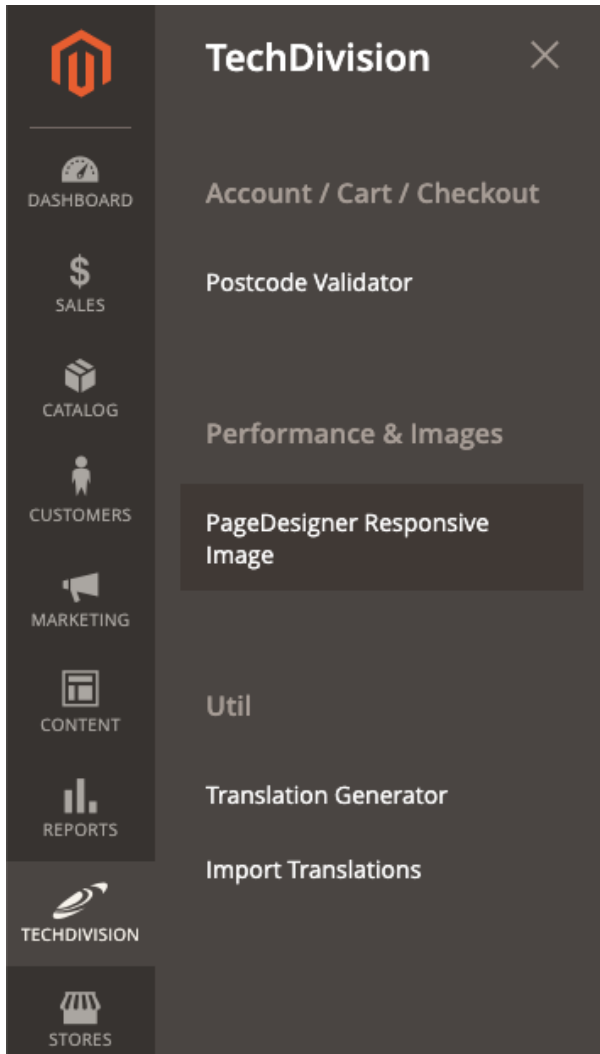 DASHBOARD
SALES
CATALOG
CUSTOMERS
MARKETING
CONTENT
REPORTS
TECHDIVISION
STORES
TechDivision
Account / Cart / Checkout
Postcode Validator
Performance & Images
PageDesigner Responsive
Image
Util
Translation Generator
Import Translations